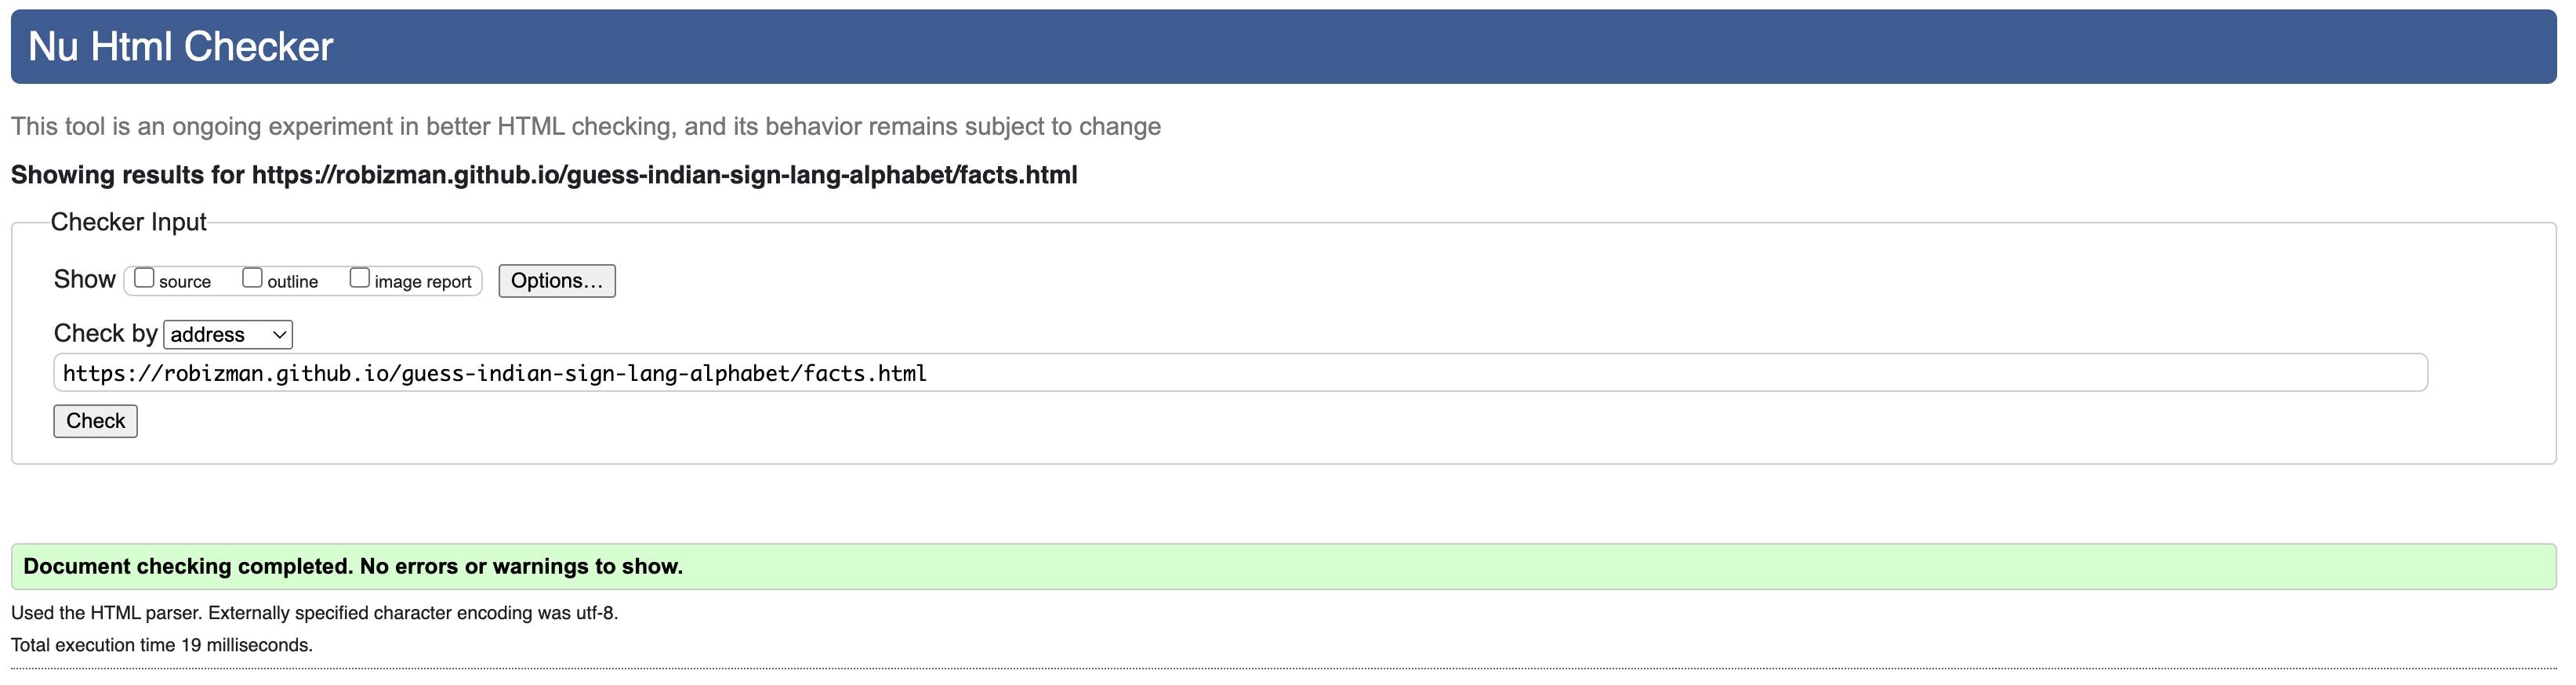 Nu Html Checker
This tool is an ongoing experiment in better HTML checking, and its behavior remains subject to change
Showing results for https://robizman.github.io/guess-indian-sign-lang-alphabet/facts.html
Checker Input
Show source outline image report Options…
Check by address
https://robizman.github.io/guess-indian-sign-lang-alphabet/facts.html
Check
Document checking completed. No errors or warnings to show.
Used the HTML parser. Externally specified character encoding was utf-8.
Total execution time 19 milliseconds.